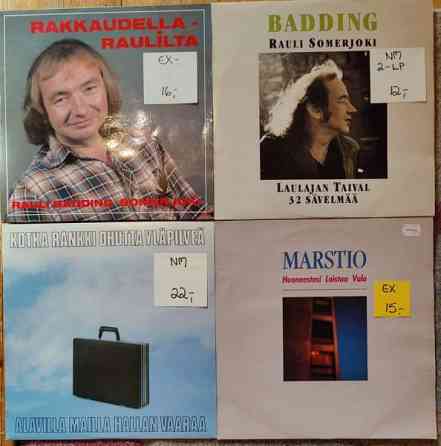 RAKKAUDELLA -
RAULILTA
EX-
16,-
RAULI BADDING SOMERJOKI
BADDING
RAULI SOMERJOKI
NM
2-LP
12,-
LAULAJAN TAIVAL
32 SÄVELMÄÄ
KOTKA RANKKI OHUTTA YLÄPILVEÄ
NM
22,-
ALAVILLA MAILLA HALLAN VAARAA
MARSTIO
Huoneestasi Loistaa Valo
EX
15,-